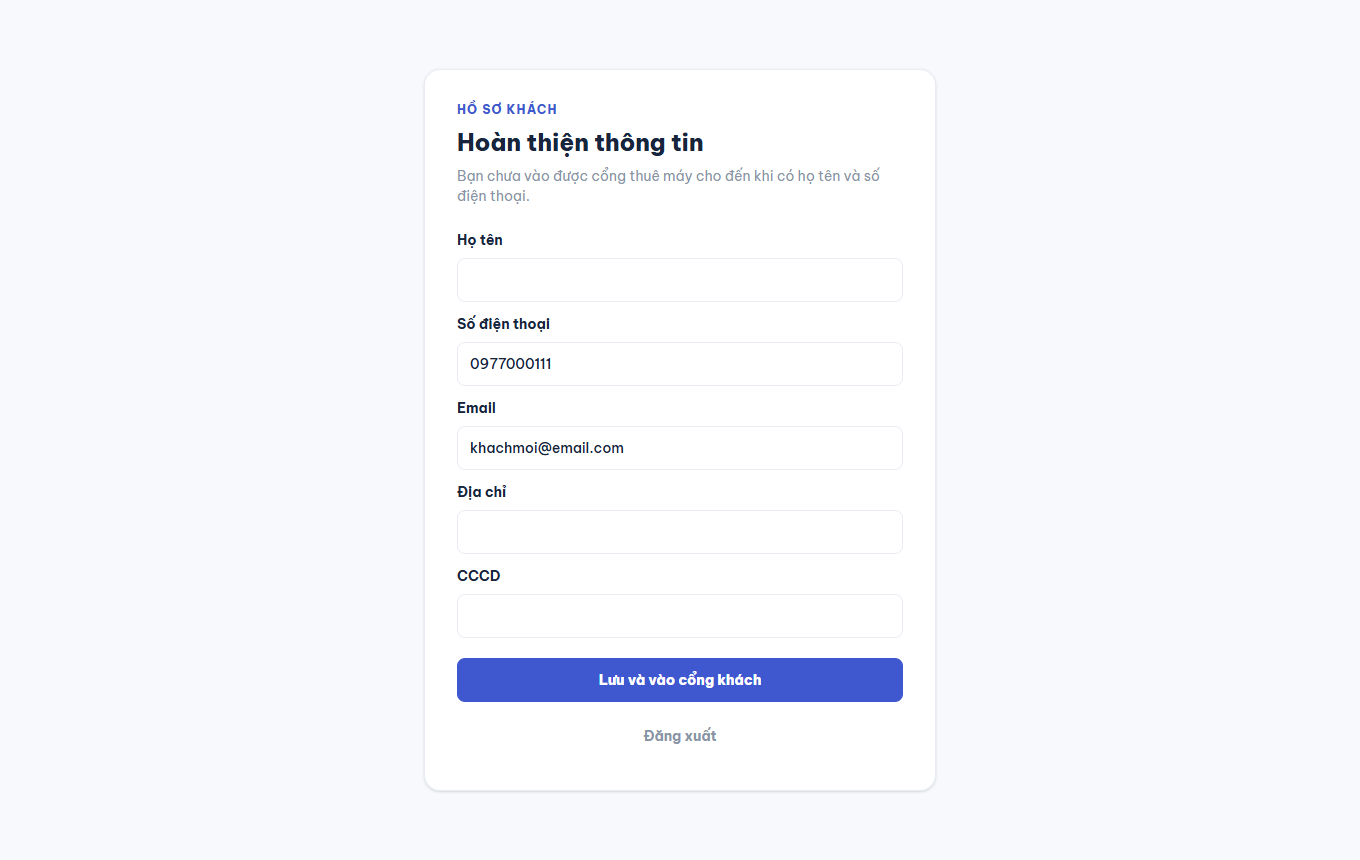 HỒ SƠ KHÁCH
Hoàn thiện thông tin
Bạn chưa vào được cổng thuê máy cho đến khi có họ tên và số
điện thoại.
Họ tên
Số điện thoại
0977000111
Email
khachmoi@email.com
Địa chỉ
CCCD
Lưu và vào cổng khách
Đăng xuất